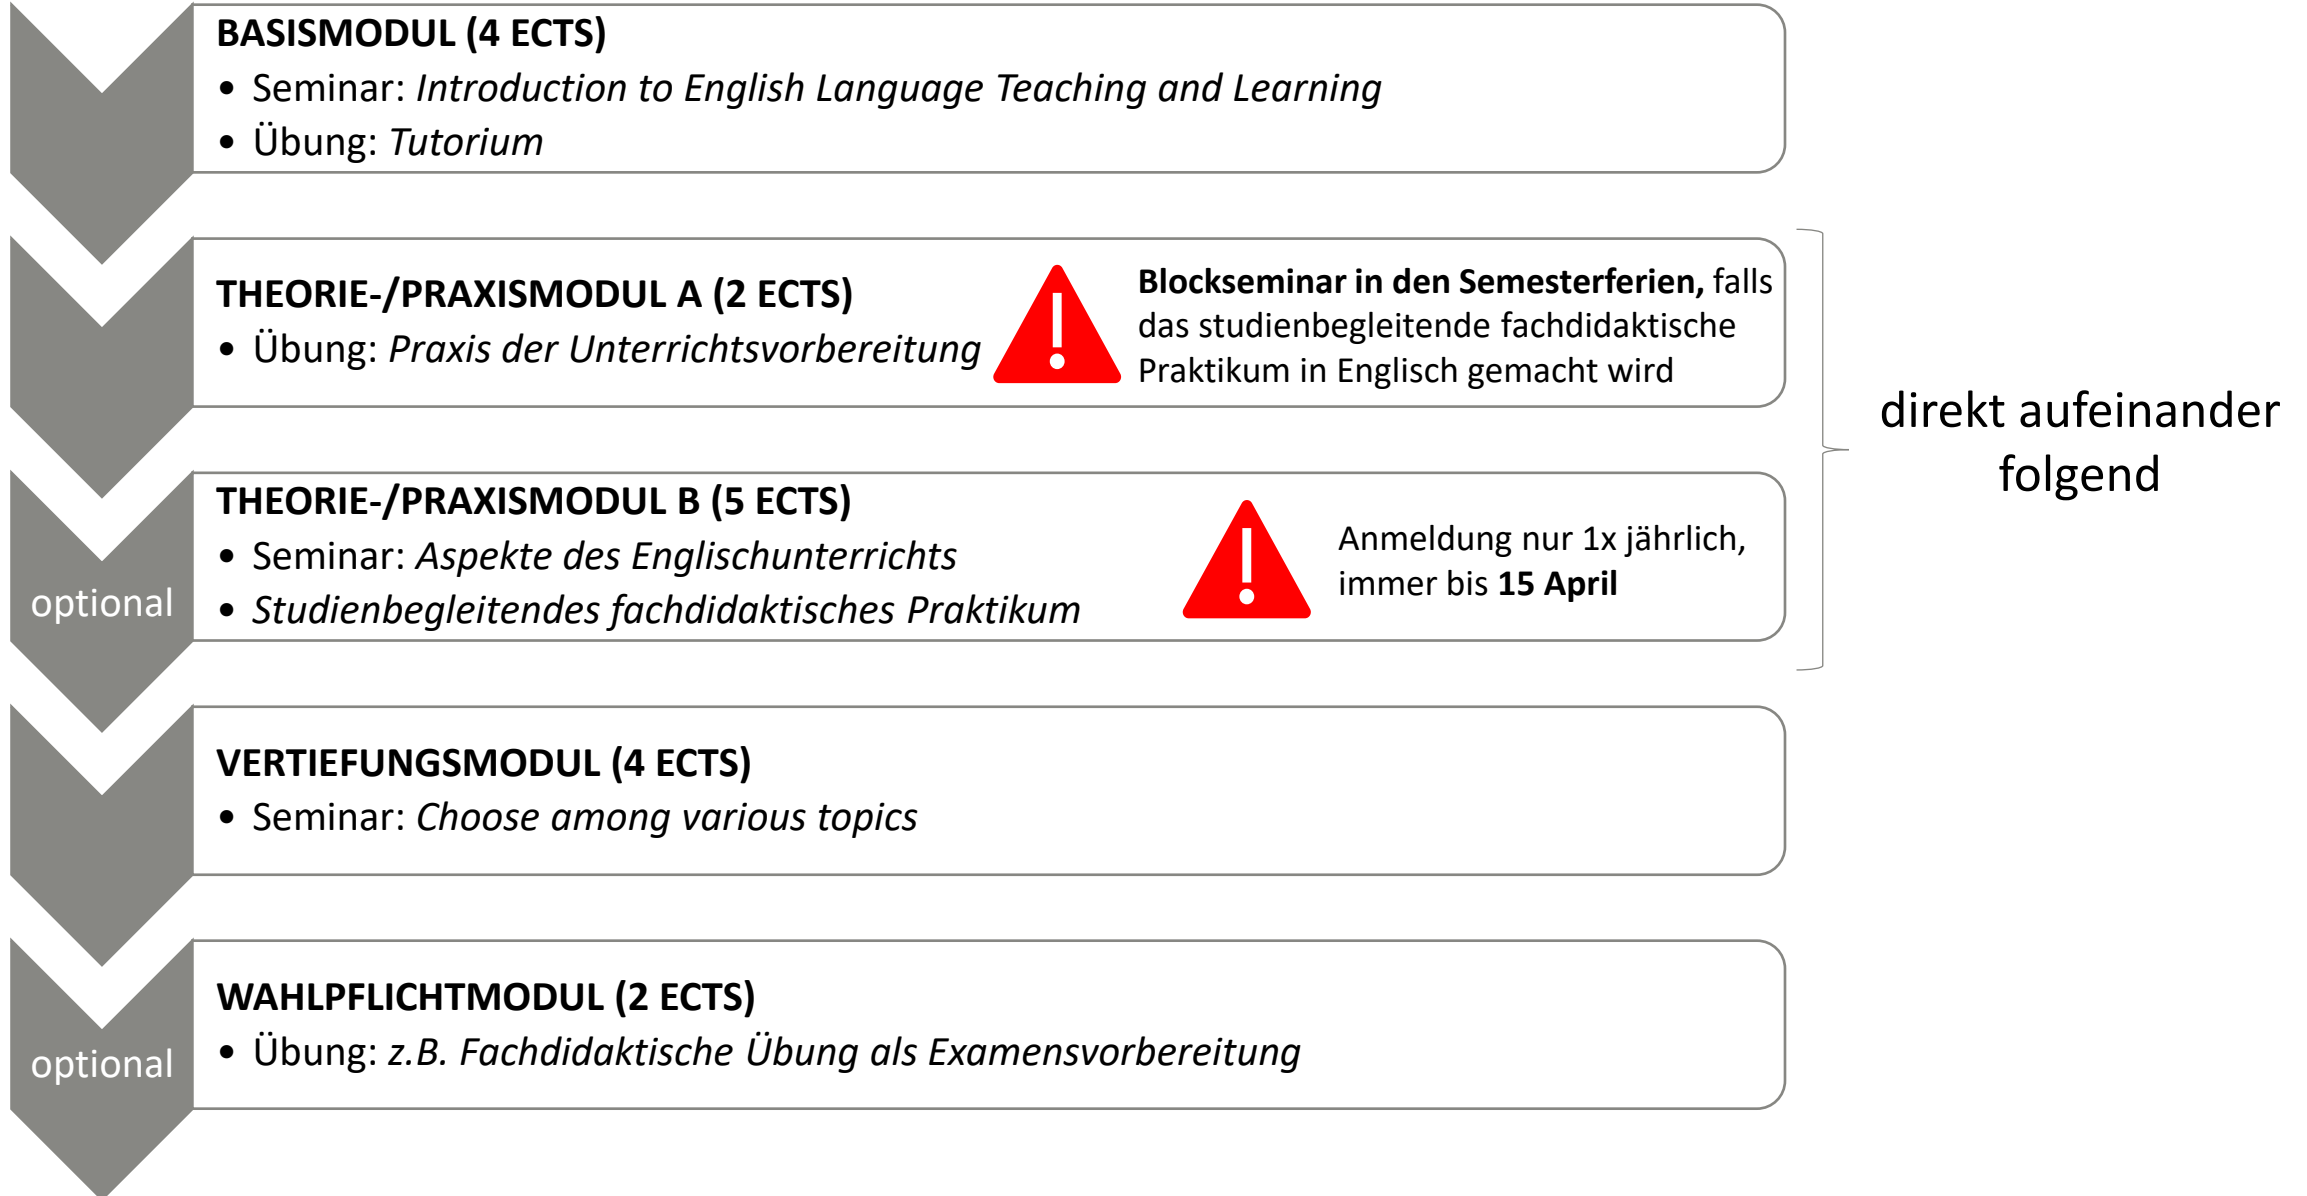 BASISMODUL (4 ECTS)
• Seminar: Introduction to English Language Teaching and Learning
• Übung: Tutorium
THEORIE-/PRAXISMODUL A (2 ECTS)
• Übung: Praxis der Unterrichtsvorbereitung
Blockseminar in den Semesterferien, falls
das studienbegleitende fachdidaktische
Praktikum in Englisch gemacht wird
direkt aufeinander
folgend
optional
THEORIE-/PRAXISMODUL B (5 ECTS)
• Seminar: Aspekte des Englischunterrichts
• Studienbegleitendes fachdidaktisches Praktikum
Anmeldung nur 1x jährlich,
immer bis 15 April
VERTIEFUNGSMODUL (4 ECTS)
• Seminar: Choose among various topics
optional
WAHLPFLICHTMODUL (2 ECTS)
• Übung: z.B. Fachdidaktische Übung als Examensvorbereitung